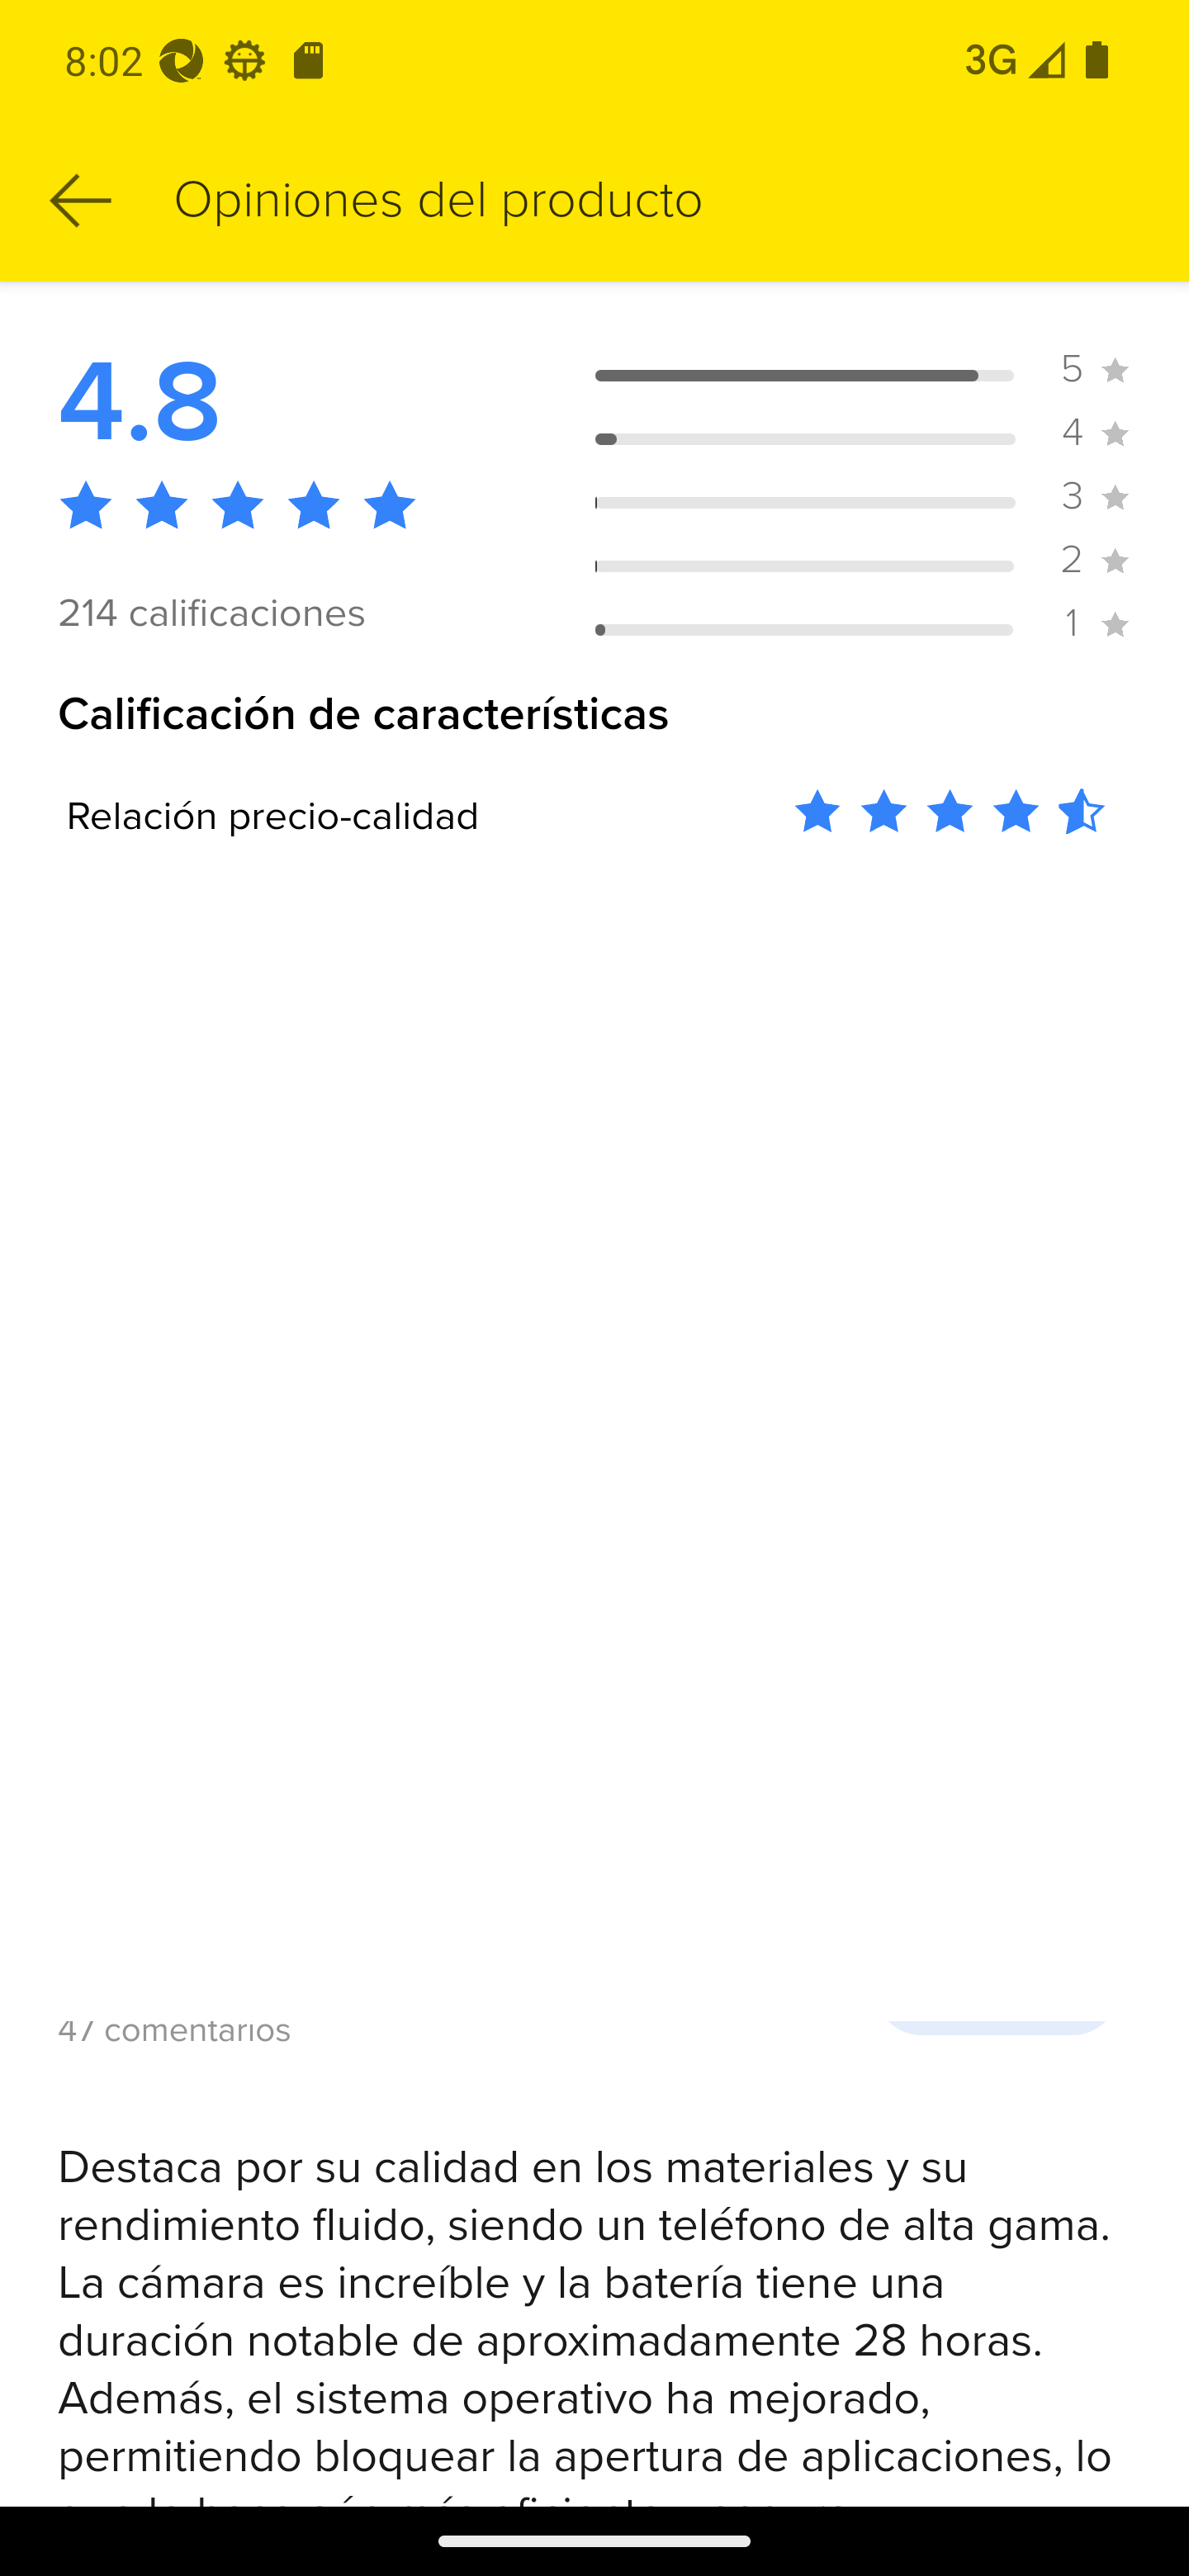 8:02
3G
Opiniones del producto
4.8
5
4
3
2
1
214 calificaciones
Calificación de características
Relación precio-calidad
47 comentarios
Destaca por su calidad en los materiales y su
rendimiento fluido, siendo un teléfono de alta gama.
La cámara es increíble y la batería tiene una
duración notable de aproximadamente 28 horas.
Además, el sistema operativo ha mejorado,
permitiendo bloquear la apertura de aplicaciones, lo